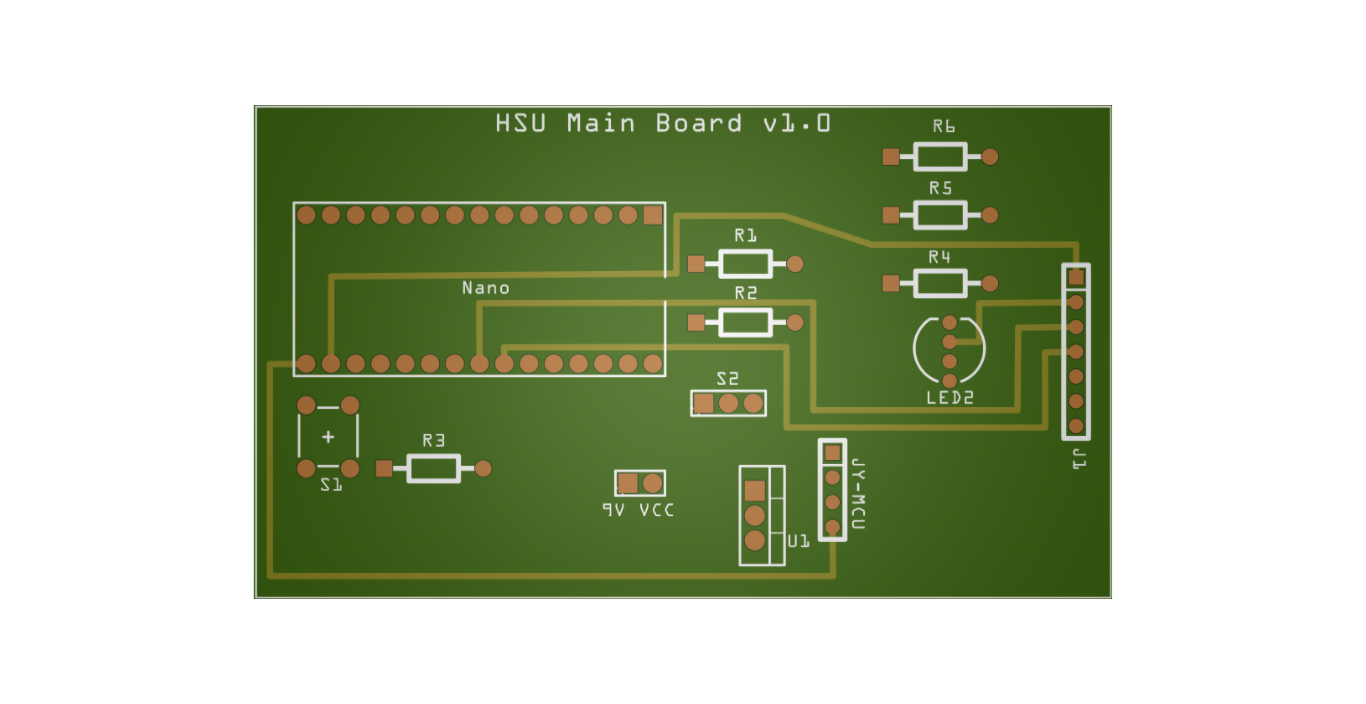 HSU Main Board v1.0
R6
R5
R1
R4
Nano
R2
S2
LED2
R3
J1
S1
JY-MCU
9V VCC
U1